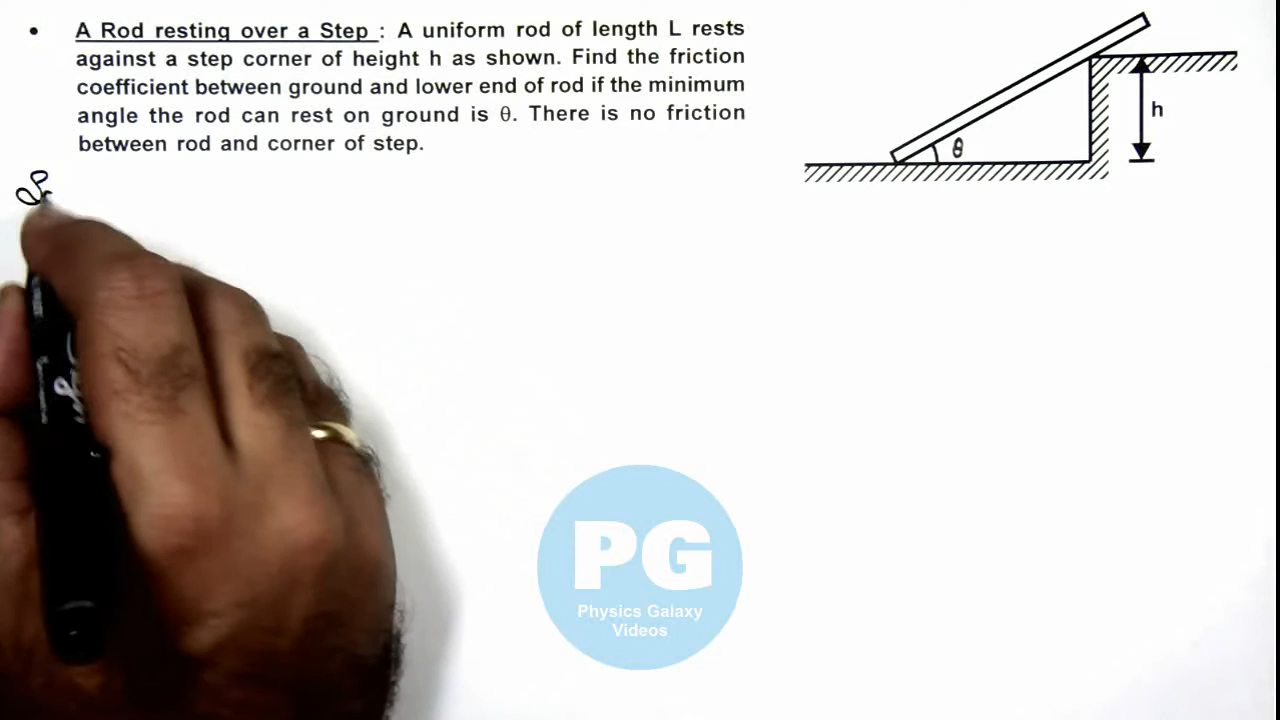 • A Rod resting over a Step : A uniform rod of length L rests
against a step corner of height h as shown. Find the friction
coefficient between ground and lower end of rod if the minimum
angle the rod can rest on ground is θ. There is no friction
between rod and corner of step.
θ
h
PG
Physics Galaxy
Videos